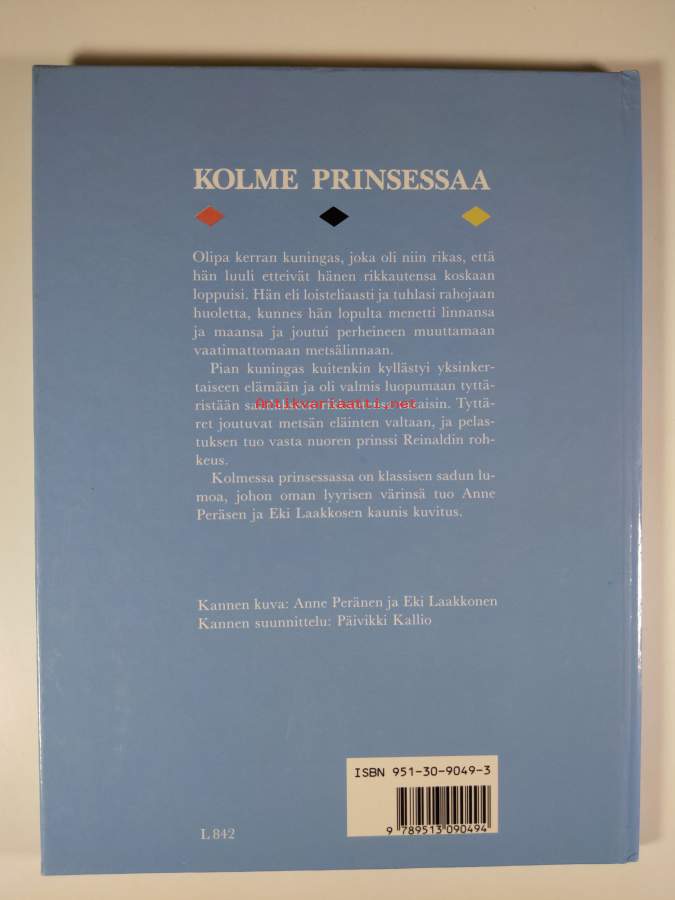 KOLME PRINSESSAA
Olipa kerran kuningas, joka oli niin rikas, että
hän luuli etteivät hänen rikkautensa koskaan
loppuisi. Hän eli loisteliaasti ja tuhlasi rahojaan
huoletta, kunnes hän lopulta menetti linnansa
ja maansa ja joutui perheineen muuttamaan
vaatimattomaan metsälinnaan.
Pian kuningas kuitenkin kyllästyi yksinker-
taiseen elämään ja oli valmis luopumaan tyttä-
ristään Tyttä-
Antikvariaatti.net
ret joutuvat metsän eläinten valtaan, ja pelas-
tuksen tuo vasta nuoren prinssi Reinaldin roh-
keus.
Kolmessa prinsessassa on klassisen sadun lu-
moa, johon oman lyyrisen värinsä tuo Anne
Peräsen ja Eki Laakkosen kaunis kuvitus.
Kannen kuva: Anne Peränen ja Eki Laakkonen
Kannen suunnittelu: Päivikki Kallio
ISBN 951-30-9049-3
9 789513 090494
L 842